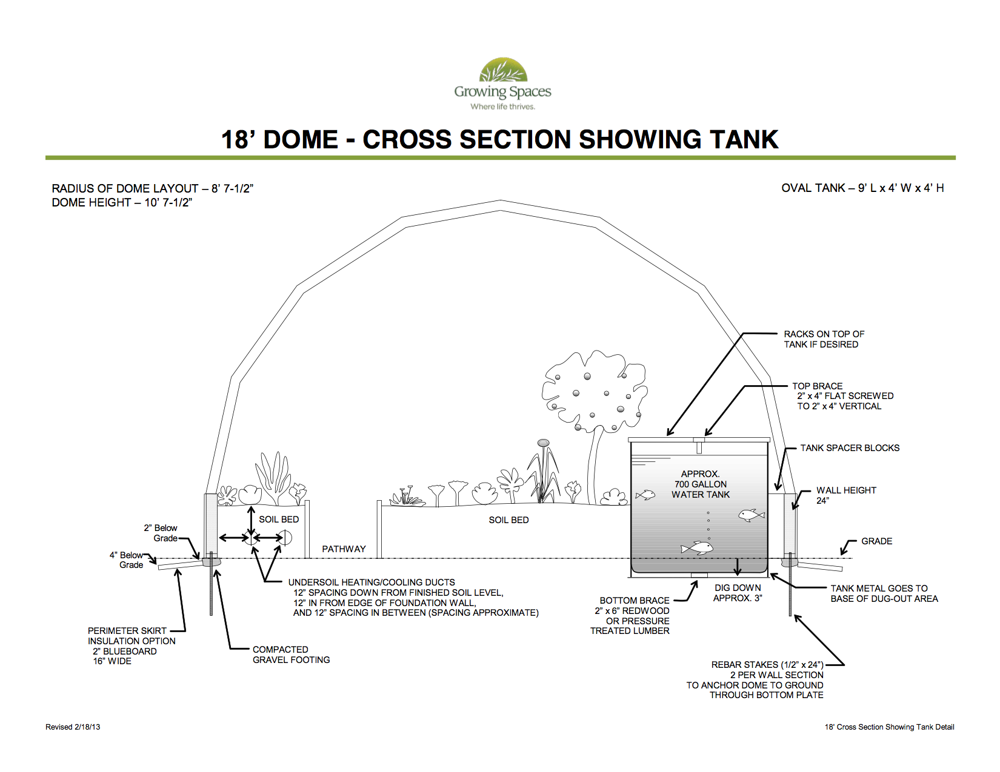 Growing Spaces
Where life thrives.
18’ DOME - CROSS SECTION SHOWING TANK
RADIUS OF DOME LAYOUT – 8’ 7-1/2”
DOME HEIGHT – 10’ 7-1/2”
OVAL TANK – 9’ L x 4’ W x 4’ H
RACKS ON TOP OF
TANK IF DESIRED
TOP BRACE
2” x 4” FLAT SCREWED
TO 2” x 4” VERTICAL
TANK SPACER BLOCKS
APPROX.
700 GALLON
WATER TANK
WALL HEIGHT
24”
SOIL BED
SOIL BED
2” Below
Grade
4” Below
Grade
PATHWAY
GRADE
UNDERSOIL HEATING/COOLING DUCTS
12” SPACING DOWN FROM FINISHED SOIL LEVEL,
12” IN FROM EDGE OF FOUNDATION WALL,
AND 12” SPACING IN BETWEEN (SPACING APPROXIMATE)
BOTTOM BRACE
2” x 6” REDWOOD
OR PRESSURE
TREATED LUMBER
DIG DOWN
APPROX. 3”
TANK METAL GOES TO
BASE OF DUG-OUT AREA
PERIMETER SKIRT
INSULATION OPTION
2” BLUEBOARD
16” WIDE
COMPACTED
GRAVEL FOOTING
REBAR STAKES (1/2” x 24”)
2 PER WALL SECTION
TO ANCHOR DOME TO GROUND
THROUGH BOTTOM PLATE
Revised 2/18/13
18' Cross Section Showing Tank Detail